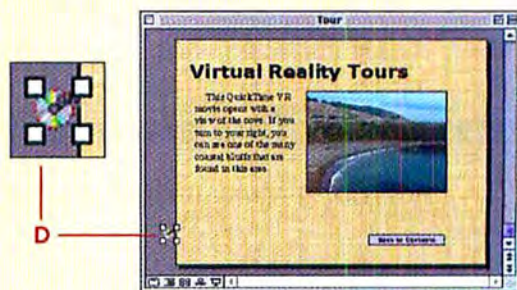 Tour
Virtual Reality Tours
This QuickTime VR
movie opens with a
view of the cove. If you
turn to your right, you
can see one of the many
coastal bluffs that are
found in this area.
Back to Contents
D